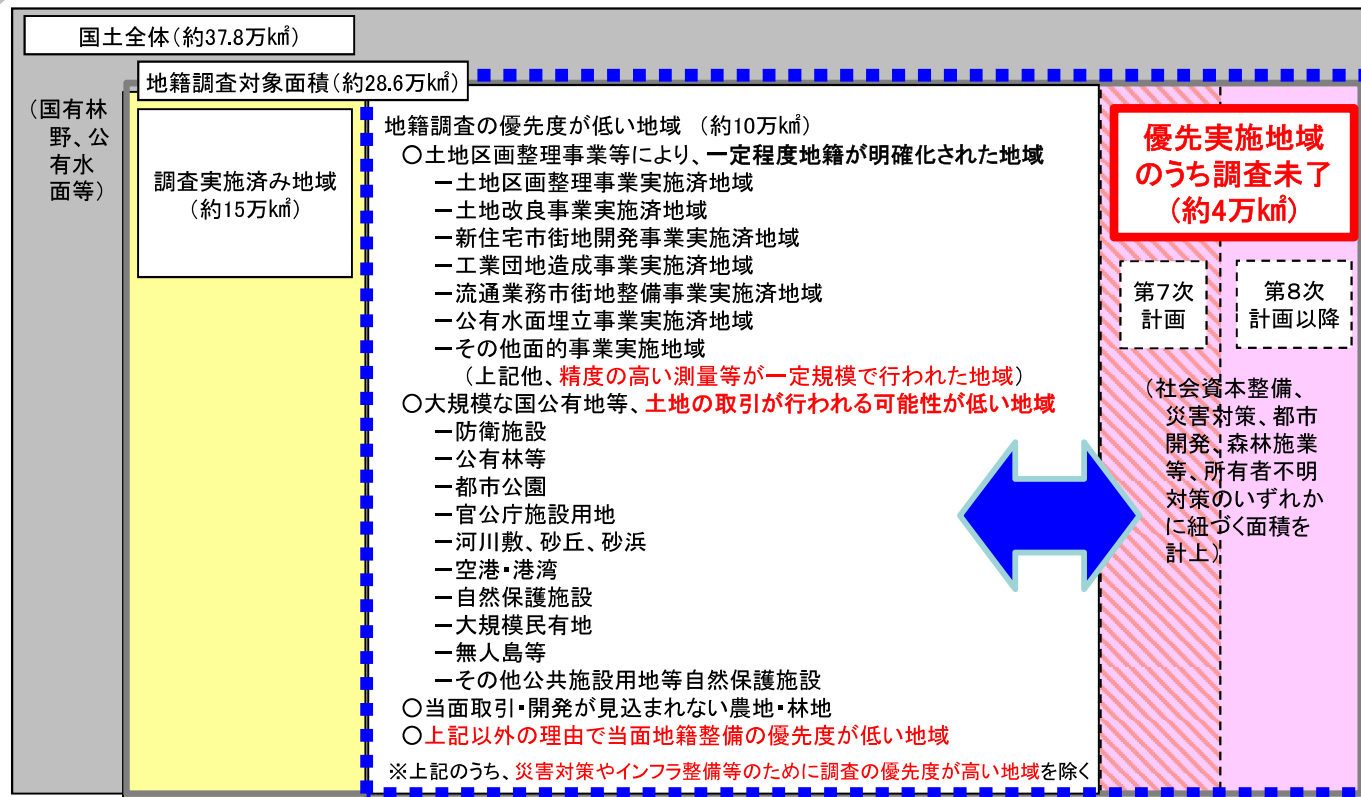 国土全体(約37.8万㎢)
(国有林
野、公
有水
面等)
地籍調査対象面積(約28.6万㎢)
調査実施済み地域
(約15万㎢)
地籍調査の優先度が低い地域 (約10万㎢)
○土地区画整理事業等により、一定程度地籍が明確化された地域
－土地区画整理事業実施済地域
－土地改良事業実施済地域
－新住宅市街地開発事業実施済地域
－工業団地造成事業実施済地域
－流通業務市街地整備事業実施済地域
－公有水面埋立事業実施済地域
－その他面的事業実施地域
(上記他、精度の高い測量等が一定規模で行われた地域)
○大規模な国公有地等、土地の取引が行われる可能性が低い地域
－防衛施設
－公有林等
－都市公園
－官公庁施設用地
－河川敷、砂丘、砂浜
－空港・港湾
－自然保護施設
－大規模民有地
－無人島等
－その他公共施設用地等自然保護施設
○当面取引・開発が見込まれない農地・林地
○上記以外の理由で当面地籍整備の優先度が低い地域
※上記のうち、災害対策やインフラ整備等のために調査の優先度が高い地域を除く
優先実施地域
のうち調査未了
(約4万㎢)
第7次
計画
第8次
計画以降
(社会資本整備、
災害対策、都市
開発、森林施業
等、所有者不明
対策のいずれか
に紐づく面積を
計上)